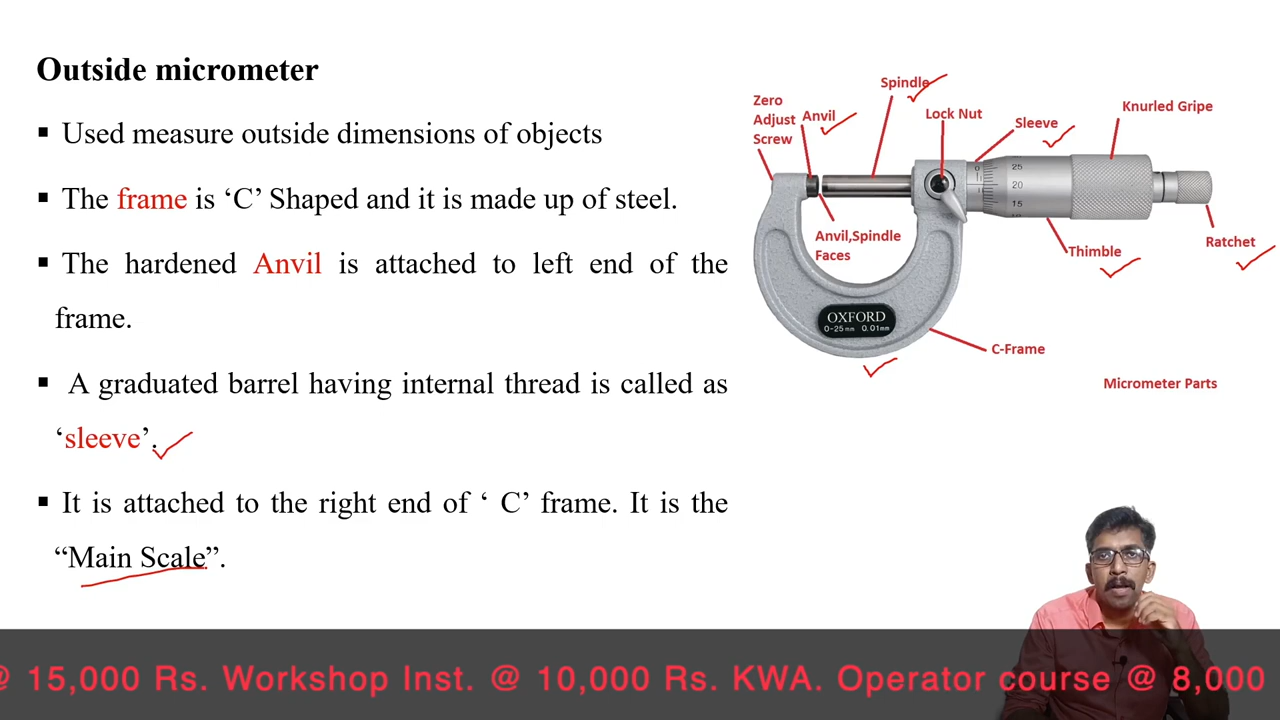 Outside micrometer
▪ Used measure outside dimensions of objects
▪ The frame is ‘C’ Shaped and it is made up of steel.
▪ The hardened Anvil is attached to left end of the
frame.
▪ A graduated barrel having internal thread is called as
‘sleeve’.
▪ It is attached to the right end of ‘ C’ frame. It is the
“Main Scale”.
Zero
Adjust
Screw
Anvil
Spindle
Lock Nut
Sleeve
Knurled Gripe
0
25
20
15
Anvil,Spindle
Faces
Thimble
Ratchet
OXFORD
0-25mm 0.01mm
C-Frame
Micrometer Parts
@ 15,000 Rs. Workshop Inst. @ 10,000 Rs. KWA. Operator course @ 8,000